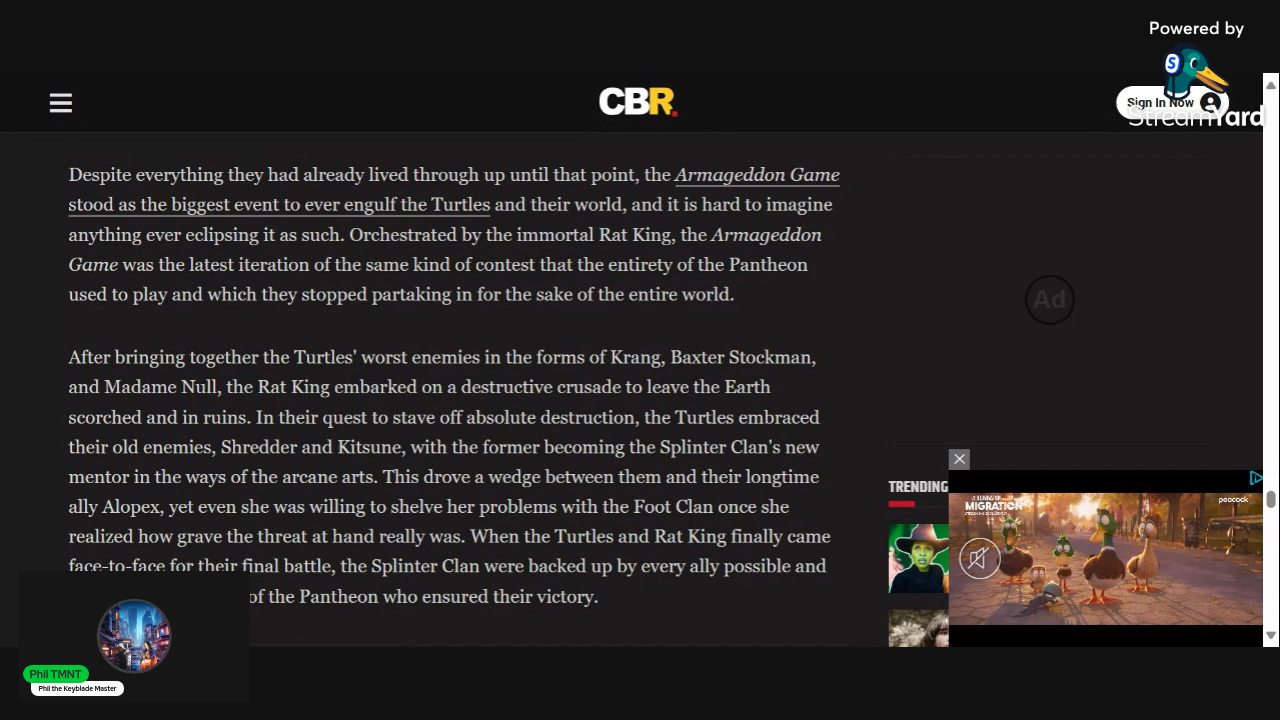 Powered by
CBR.
Sign In Now
StreamYard
Despite everything they had already lived through up until that point, the Armageddon Game
stood as the biggest event to ever engulf the Turtles and their world, and it is hard to imagine
anything ever eclipsing it as such. Orchestrated by the immortal Rat King, the Armageddon
Game was the latest iteration of the same kind of contest that the entirety of the Pantheon
used to play and which they stopped partaking in for the sake of the entire world.
Ad
After bringing together the Turtles' worst enemies in the forms of Krang, Baxter Stockman,
and Madame Null, the Rat King embarked on a destructive crusade to leave the Earth
scorched and in ruins. In their quest to stave off absolute destruction, the Turtles embraced
their old enemies, Shredder and Kitsune, with the former becoming the Splinter Clan's new
mentor in the ways of the arcane arts. This drove a wedge between them and their longtime
ally Alopex, yet even she was willing to shelve her problems with the Foot Clan once she
realized how grave the threat at hand really was. When the Turtles and Rat King finally came
face-to-face for their final battle, the Splinter Clan were backed up by every ally possible and
of the Pantheon who ensured their victory.
TRENDING
MIGRATION
peacock
Phil TMNT
Phil the Keyblade Master